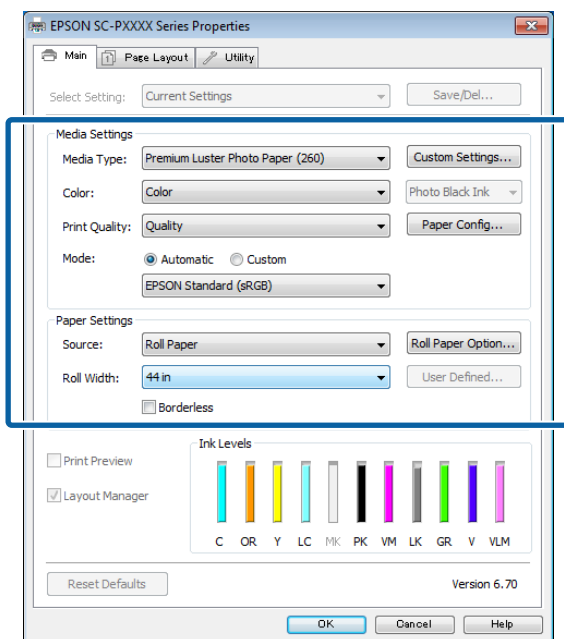 EPSON SC-PXXXX Series Properties
Main Page Layout Utility
Select Setting: Current Settings Save/Del...
Media Settings
Media Type: Premium Luster Photo Paper (260) Custom Settings...
Color: Color Photo Black Ink
Print Quality: Quality Paper Config...
Mode: Automatic Custom
EPSON Standard (sRGB)
Paper Settings
Source: Roll Paper Roll Paper Option...
Roll Width: 44 in User Defined...
Borderless
Ink Levels
Print Preview
Layout Manager
C OR Y LC MK PK VM LK GR V VLM
Reset Defaults Version 6.70
OK Cancel Help